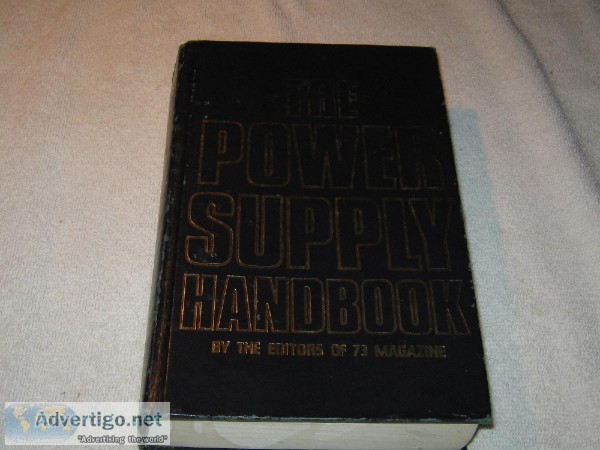 THE
POWER
SUPPLY
HANDBOOK
BY THE EDITORS OF 73 MAGAZINE
Advertigo.net
"Advertising the world"